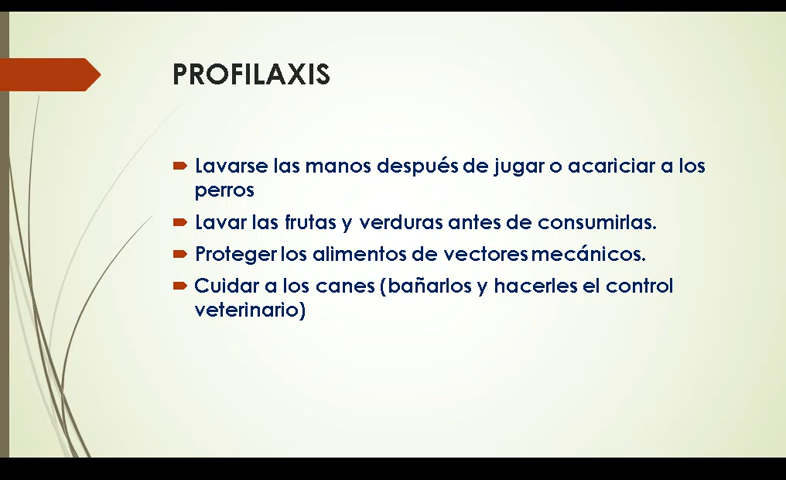 PROFILAXIS
Lavarse las manos después de jugar o acariciar a los
perros
Lavar las frutas y verduras antes de consumirlas.
Proteger los alimentos de vectores mecánicos.
Cuidar a los canes (bañarlos y hacerles el control
veterinario)